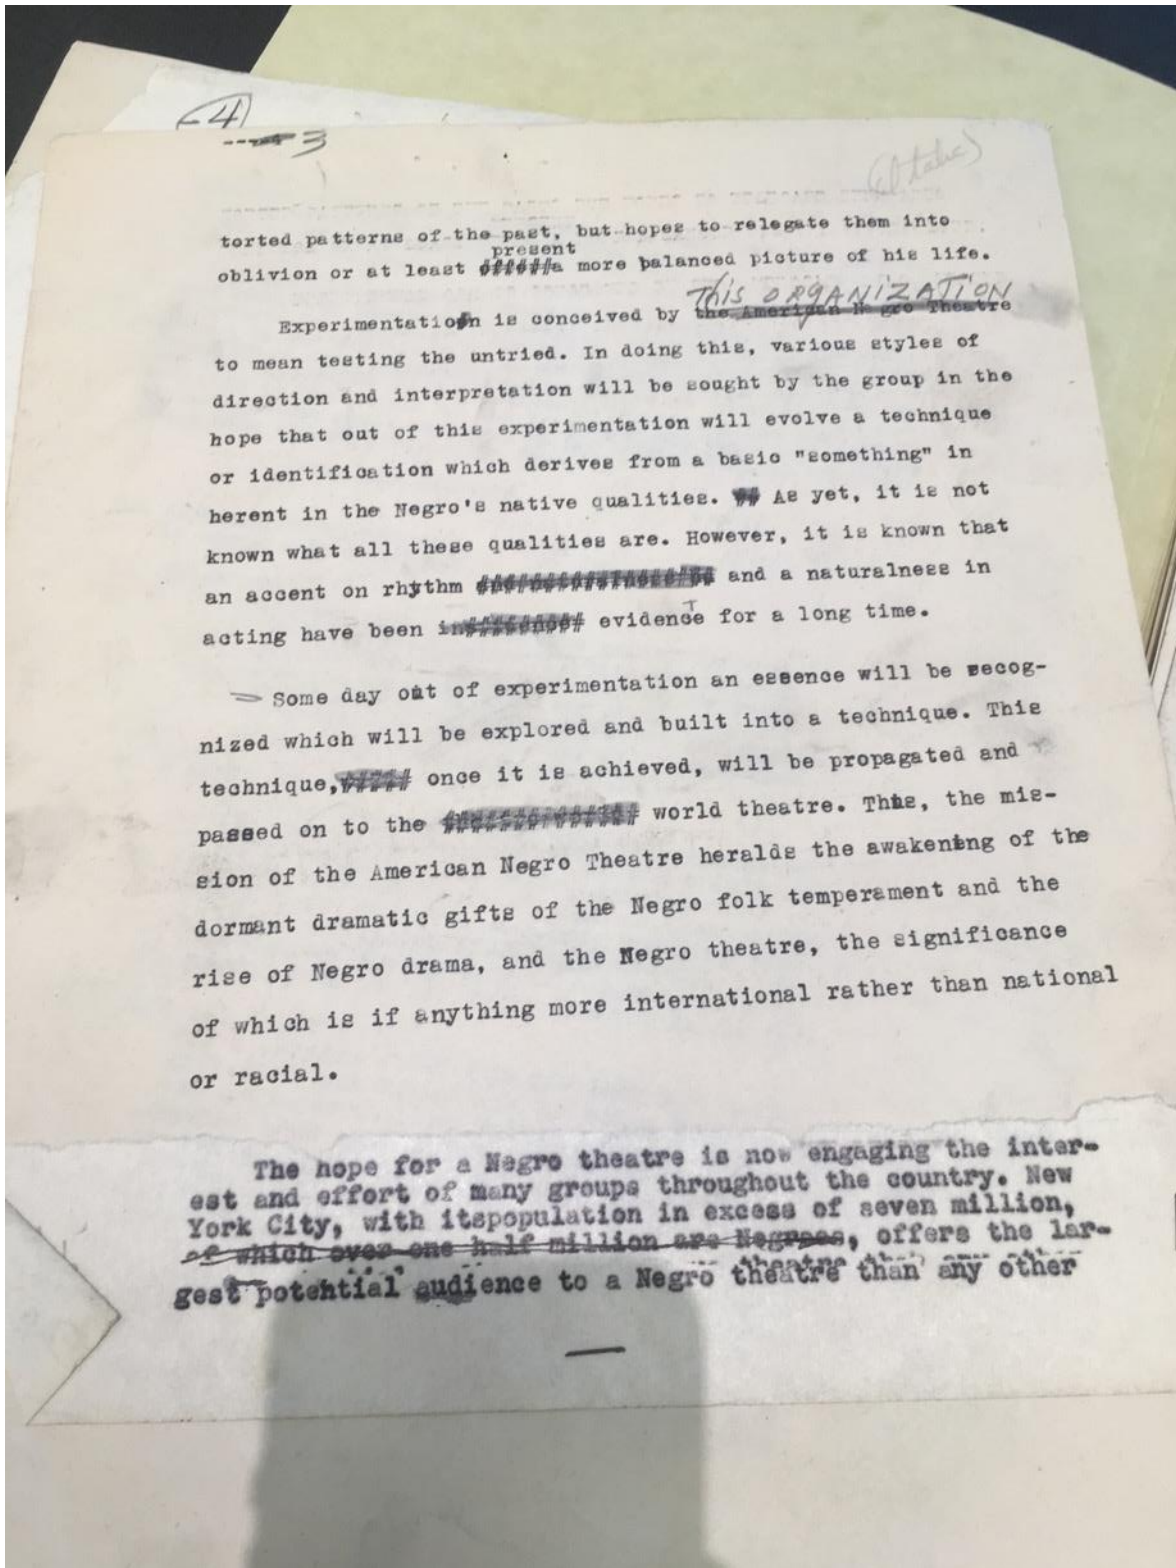 -4
3
(Italic)
torted patterns of the past, but hopes to relegate them into
present
oblivion or at least a more balanced picture of his life.
This ORGANIZATION
Experimentation is conceived by the American Negro Theatre
to mean testing the untried. In doing this, various styles of
direction and interpretation will be sought by the group in the
hope that out of this experimentation will evolve a technique
or identification which derives from a basic "something" in
herent in the Negro's native qualities. As yet, it is not
known what all these qualities are. However, it is known that
an accent on rhythm and a naturalness in
acting have been in evidence for a long time.
Some day out of experimentation an essence will be recog-
nized which will be explored and built into a technique. This
technique, once it is achieved, will be propagated and
passed on to the world theatre. This, the mis-
sion of the American Negro Theatre heralds the awakening of the
dormant dramatic gifts of the Negro folk temperament and the
rise of Negro drama, and the Negro theatre, the significance
of which is if anything more international rather than national
or racial.
The hope for a Negro theatre is now engaging the inter-
est and effort of many groups throughout the country. New
York City, with itspopulation in excess of seven million,
of which over one half million are Negroes, offers the lar-
gest potential audience to a Negro theatre than any other